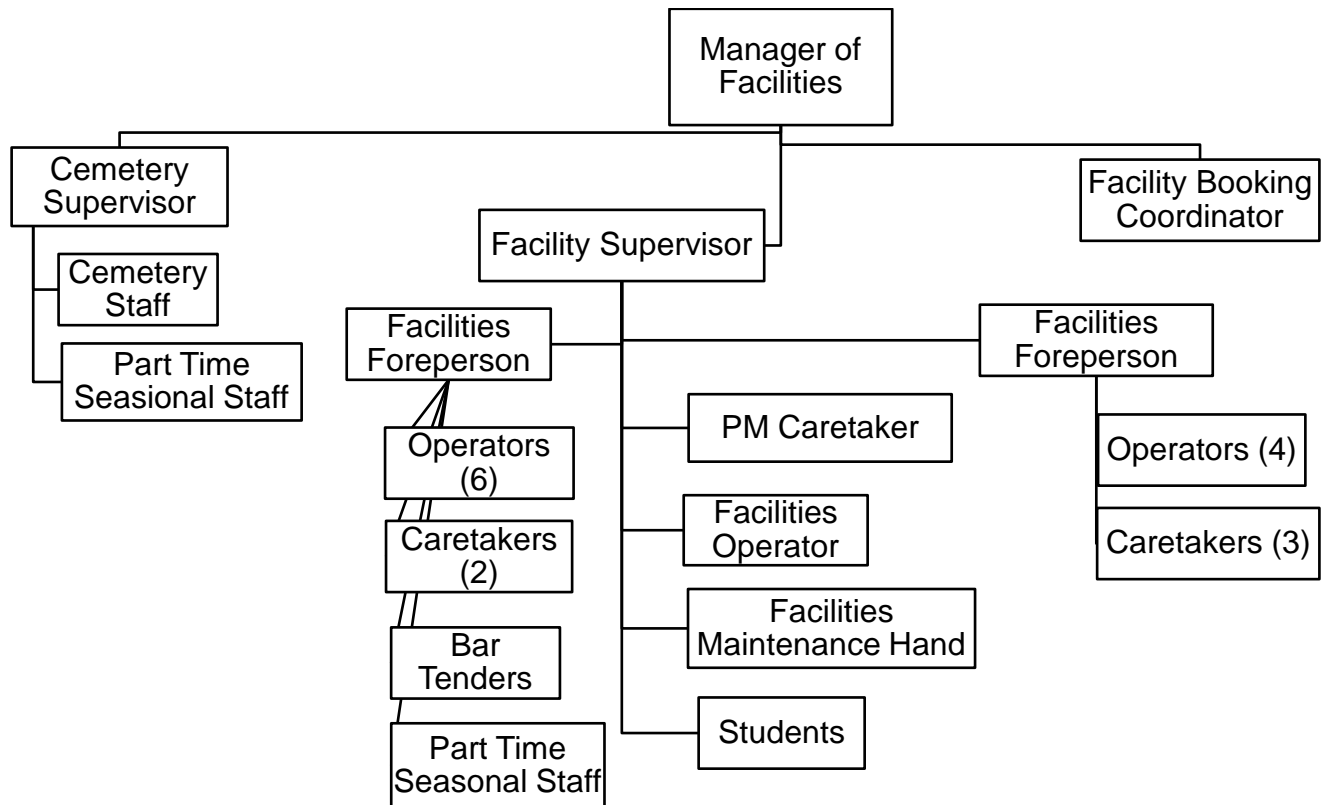 Manager of
Facilities
Cemetery
Supervisor
Facility Booking
Coordinator
Facility Supervisor
Cemetery
Staff
Part Time
Seasional Staff
Facilities
Foreperson
Operators
(6)
Caretakers
(2)
Bar
Tenders
Part Time
Seasonal Staff
PM Caretaker
Facilities
Operator
Facilities
Maintenance Hand
Students
Facilities
Foreperson
Operators (4)
Caretakers (3)